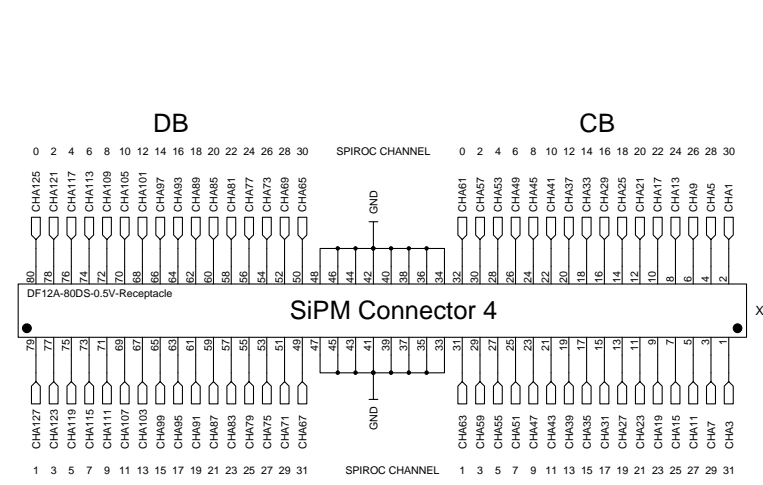 DB CB
0 2 4 6 8 10 12 14 16 18 20 22 24 26 28 30 SPIROC CHANNEL 0 2 4 6 8 10 12 14 16 18 20 22 24 26 28 30
CHA125 CHA121 CHA117 CHA113 CHA109 CHA105 CHA101 CHA97 CHA93 CHA89 CHA85 CHA81 CHA77 CHA73 CHA69 CHA65 GND CHA61 CHA57 CHA53 CHA49 CHA45 CHA41 CHA37 CHA33 CHA29 CHA25 CHA21 CHA17 CHA13 CHA9 CHA5 CHA1
80 78 76 74 72 70 68 66 64 62 60 58 56 54 52 50 48 46 44 42 40 38 36 34 32 30 28 26 24 22 20 18 16 14 12 10 8 6 4 2
DF12A-80DS-0.5V-Receptacle
SiPM Connector 4 X
79 77 75 73 71 69 67 65 63 61 59 57 55 53 51 49 47 45 43 41 39 37 35 33 31 29 27 25 23 21 19 17 15 13 11 9 7 5 3 1
CHA127 CHA123 CHA119 CHA115 CHA111 CHA107 CHA103 CHA99 CHA95 CHA91 CHA87 CHA83 CHA79 CHA75 CHA71 CHA67 GND CHA63 CHA59 CHA55 CHA51 CHA47 CHA43 CHA39 CHA35 CHA31 CHA27 CHA23 CHA19 CHA15 CHA11 CHA7 CHA3
1 3 5 7 9 11 13 15 17 19 21 23 25 27 29 31 SPIROC CHANNEL 1 3 5 7 9 11 13 15 17 19 21 23 25 27 29 31